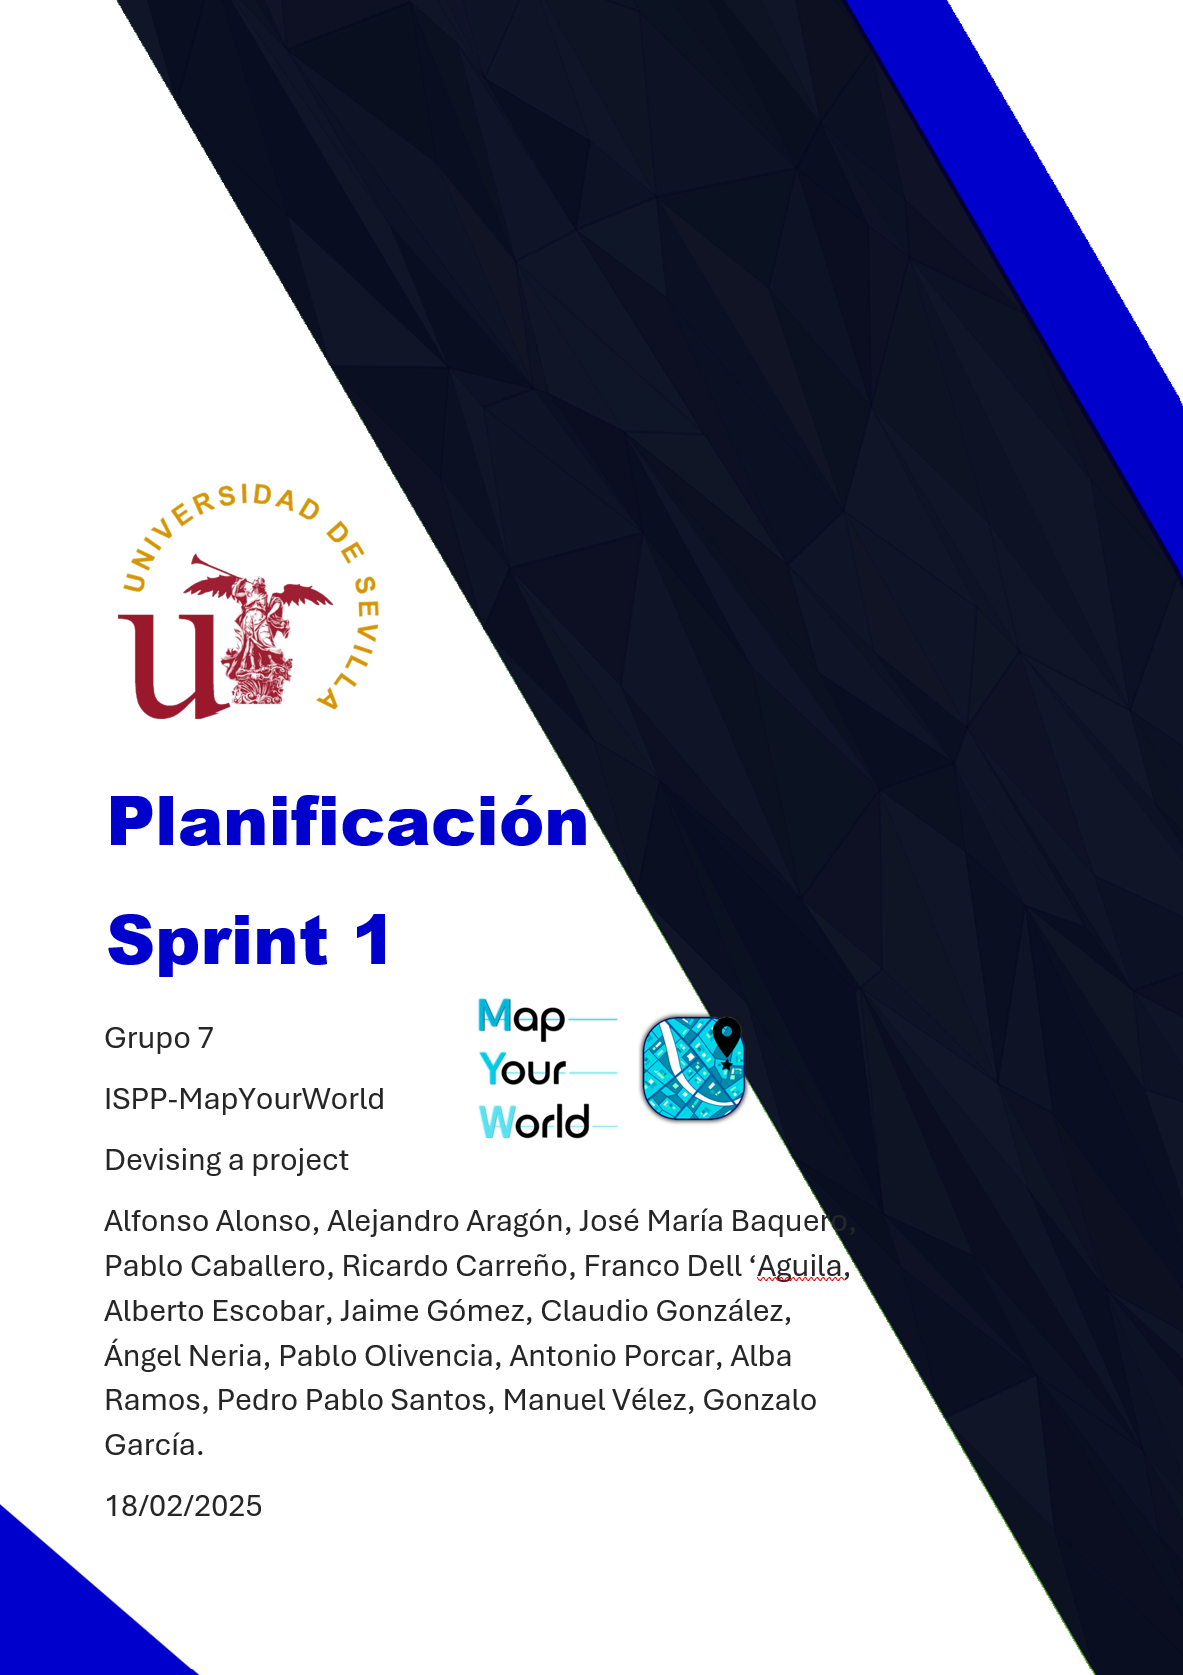 UNIVERSIDAD DE SEVILLA
Planificación
Sprint 1
Grupo 7
Map
Your
World
ISPP-MapYourWorld
Devising a project
Alfonso Alonso, Alejandro Aragón, José María Baquero,
Pablo Caballero, Ricardo Carreño, Franco Dell ‘Aguila,
Alberto Escobar, Jaime Gómez, Claudio González,
Ángel Neria, Pablo Olivencia, Antonio Porcar, Alba
Ramos, Pedro Pablo Santos, Manuel Vélez, Gonzalo
García.
18/02/2025